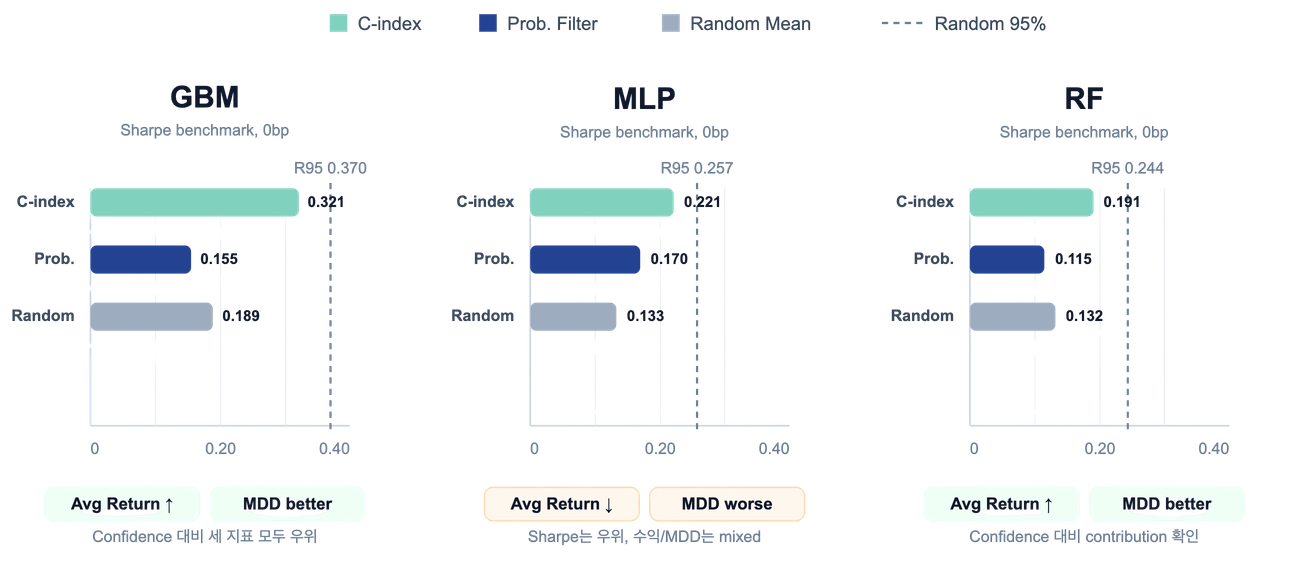 C-index Prob. Filter Random Mean Random 95%
GBM
Sharpe benchmark, 0bp
R95 0.370
C-index 0.321
Prob. 0.155
Random 0.189
0 0.20 0.40
Avg Return ↑ MDD better
Confidence 대비 세 지표 모두 우위
MLP
Sharpe benchmark, 0bp
R95 0.257
C-index 0.221
Prob. 0.170
Random 0.133
0 0.20 0.40
Avg Return ↓ MDD worse
Sharpe는 우위, 수익/MDD는 mixed
RF
Sharpe benchmark, 0bp
R95 0.244
C-index 0.191
Prob. 0.115
Random 0.132
0 0.20 0.40
Avg Return ↑ MDD better
Confidence 대비 contribution 확인